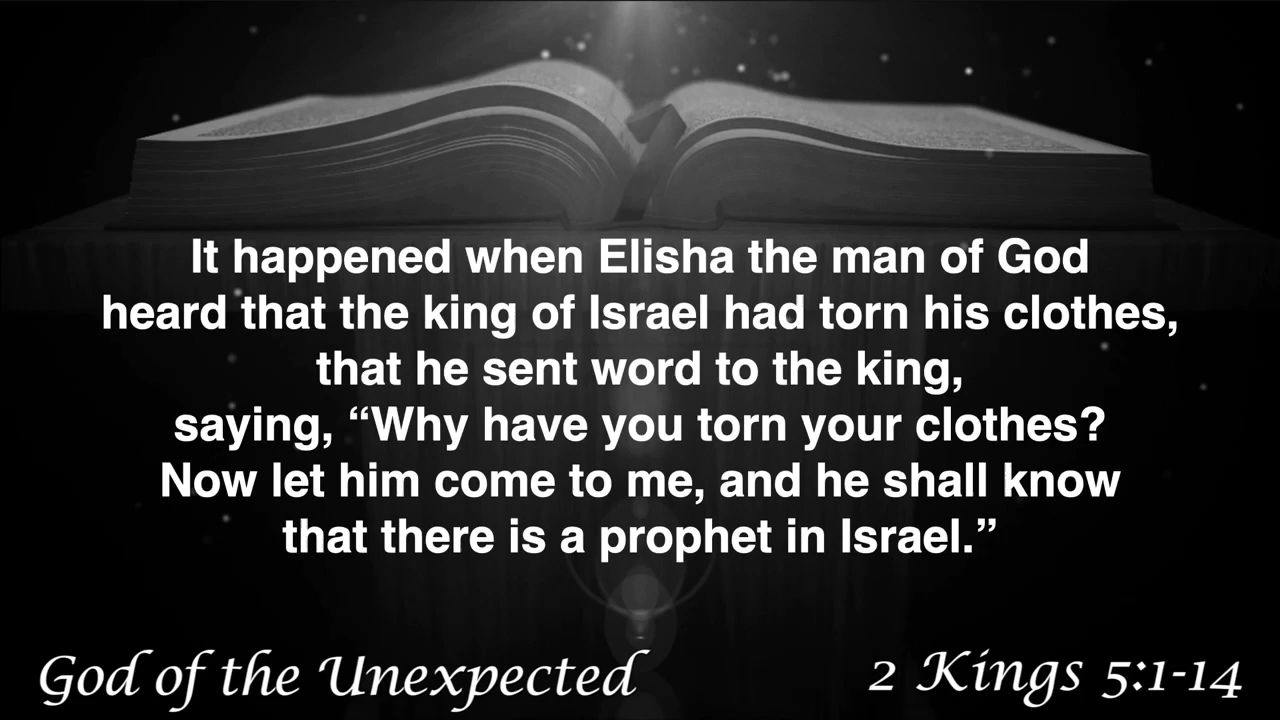 It happened when Elisha the man of God
heard that the king of Israel had torn his clothes,
that he sent word to the king,
saying, “Why have you torn your clothes?
Now let him come to me, and he shall know
that there is a prophet in Israel.”
God of the Unexpected
2 Kings 5:1-14